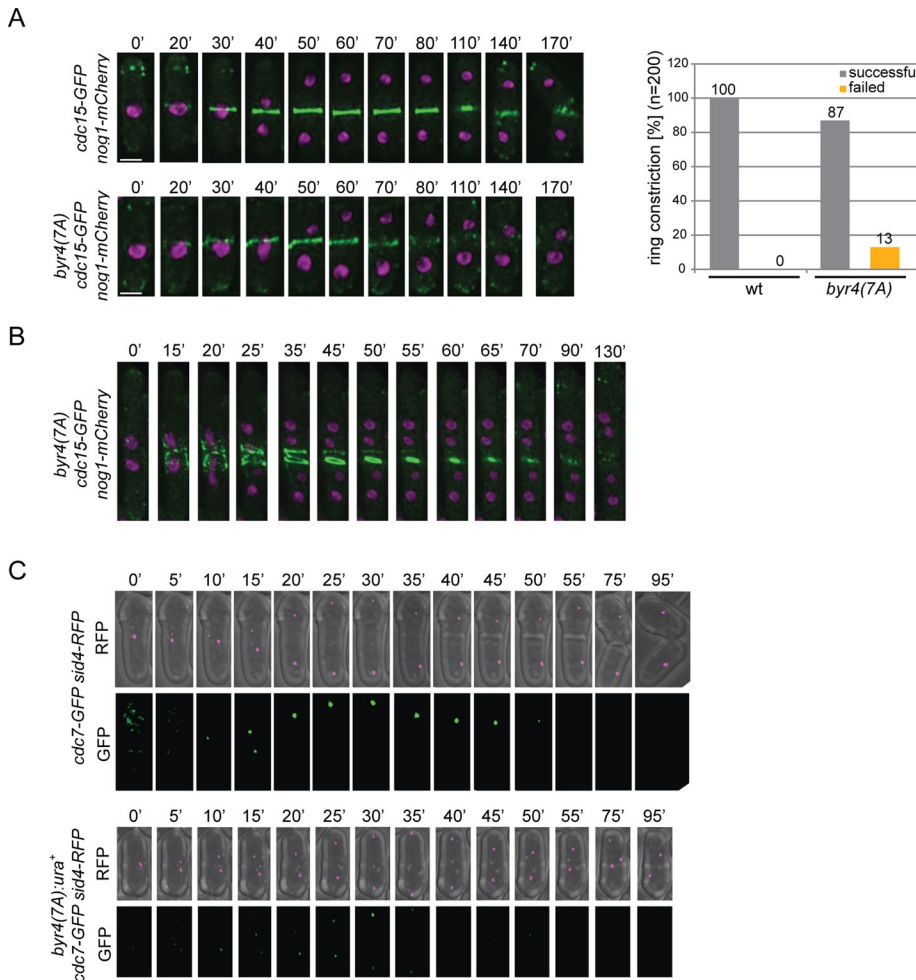 A
0' 20' 30' 40' 50' 60' 70' 80' 110' 140' 170'
cdc15-GFP
nog1-mCherry
0' 20' 30' 40' 50' 60' 70' 80' 110' 140' 170'
byr4(7A)
cdc15-GFP
nog1-mCherry
ring constriction [%] (n=200)
120
100
80
60
40
20
0
successfu
failed
100
0
87
13
wt
byr4(7A)
B
0' 15' 20' 25' 35' 45' 50' 55' 60' 65' 70' 90' 130'
byr4(7A)
cdc15-GFP
nog1-mCherry
C
0' 5' 10' 15' 20' 25' 30' 35' 40' 45' 50' 55' 75' 95'
cdc7-GFP sid4-RFP
RFP
GFP
0' 5' 10' 15' 20' 25' 30' 35' 40' 45' 50' 55' 75' 95'
byr4(7A):ura+
cdc7-GFP sid4-RFP
RFP
GFP